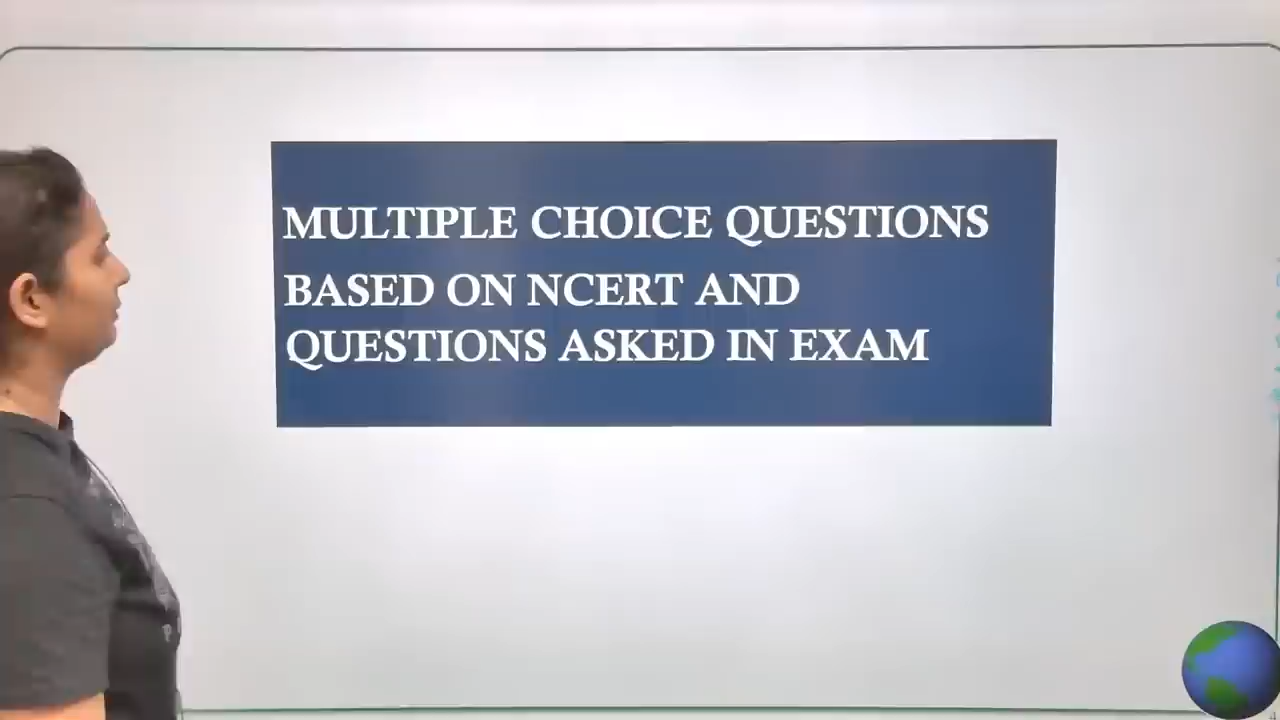 MULTIPLE CHOICE QUESTIONS
BASED ON NCERT AND
QUESTIONS ASKED IN EXAM